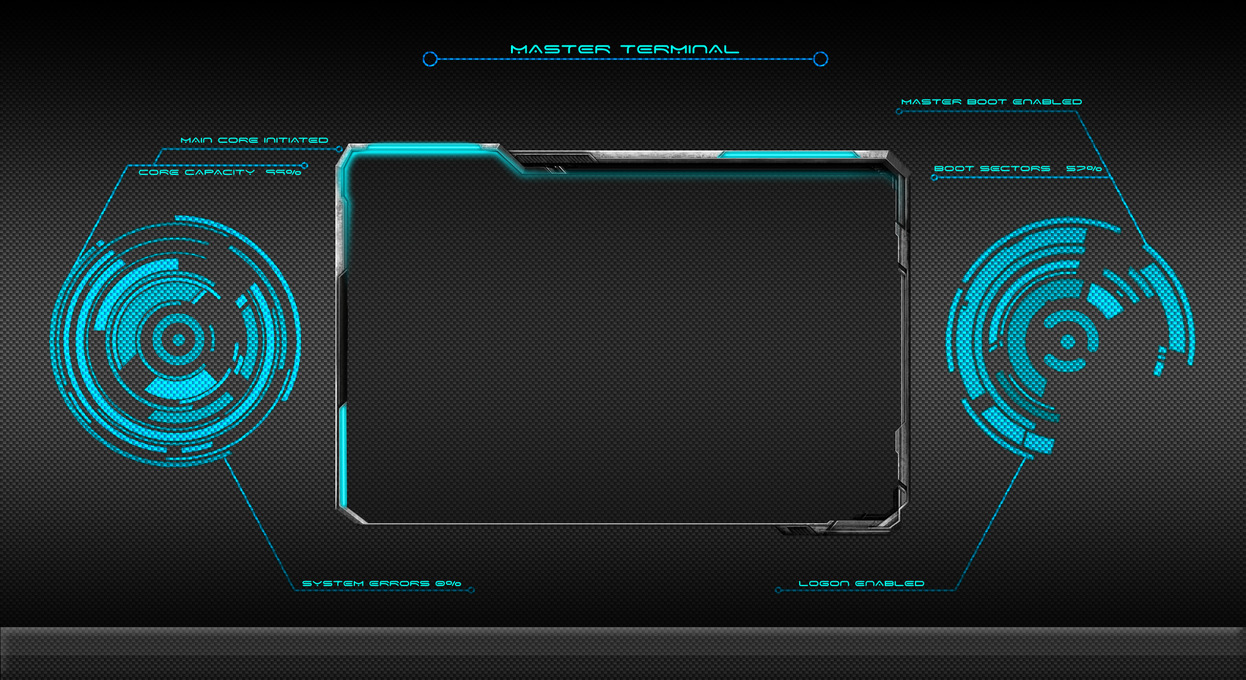 MASTER TERMINAL
MASTER BOOT ENABLED
MAIN CORE INITIATED
CORE CAPACITY 99%
BOOT SECTORS 57%
SYSTEM ERRORS 0%
LOGON ENABLED